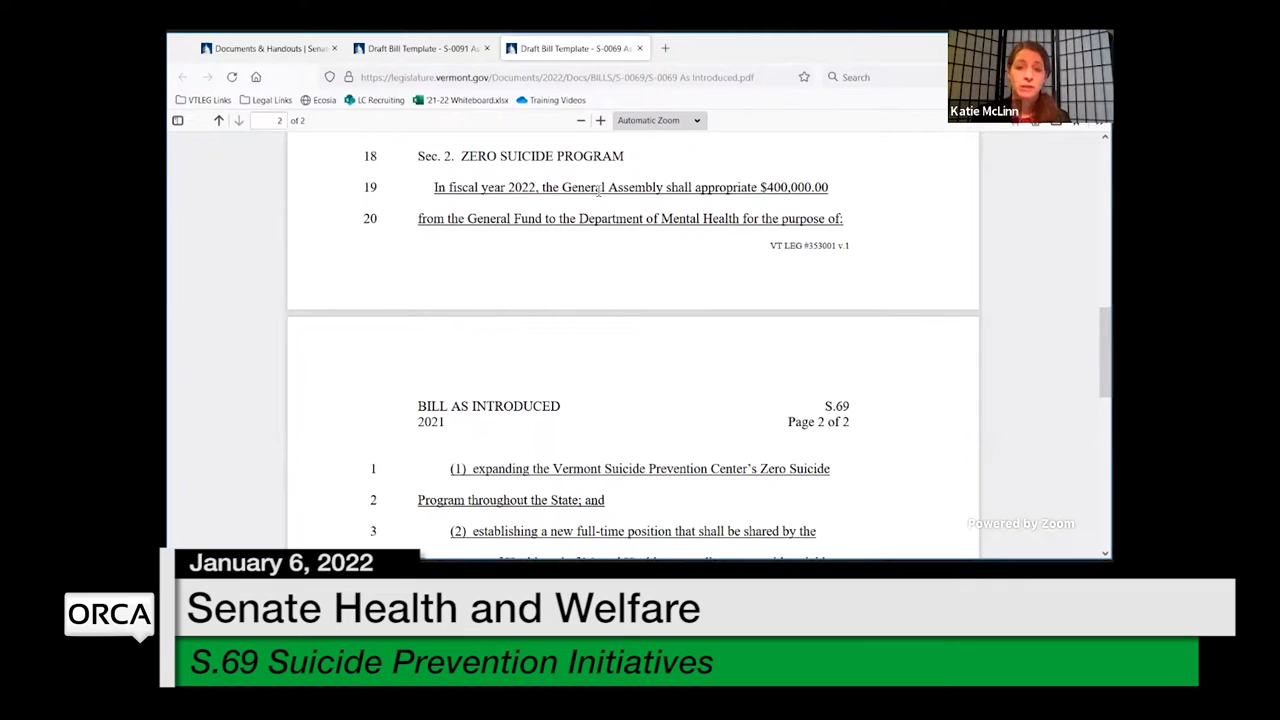 Documents & Handouts | Sena
Draft Bill Template - S-0091 As
Draft Bill Template - S-0069 As
https://legislature.vermont.gov/Documents/2022/Docs/BILLS/S-0069/S-0069 As Introduced.pdf
Search
VTLEG Links
Legal Links
Ecosia
LC Recruiting
'21-22 Whiteboard.xlsx
Training Videos
2 of 2
Automatic Zoom
Katie McLinn
18 Sec. 2. ZERO SUICIDE PROGRAM
19 In fiscal year 2022, the General Assembly shall appropriate $400,000.00
20 from the General Fund to the Department of Mental Health for the purpose of:
VT LEG #353001 v.1
BILL AS INTRODUCED S.69
2021 Page 2 of 2
1 (1) expanding the Vermont Suicide Prevention Center's Zero Suicide
2 Program throughout the State; and
3 (2) establishing a new full-time position that shall be shared by the
Powered by Zoom
January 6, 2022
ORCA
Senate Health and Welfare
S.69 Suicide Prevention Initiatives